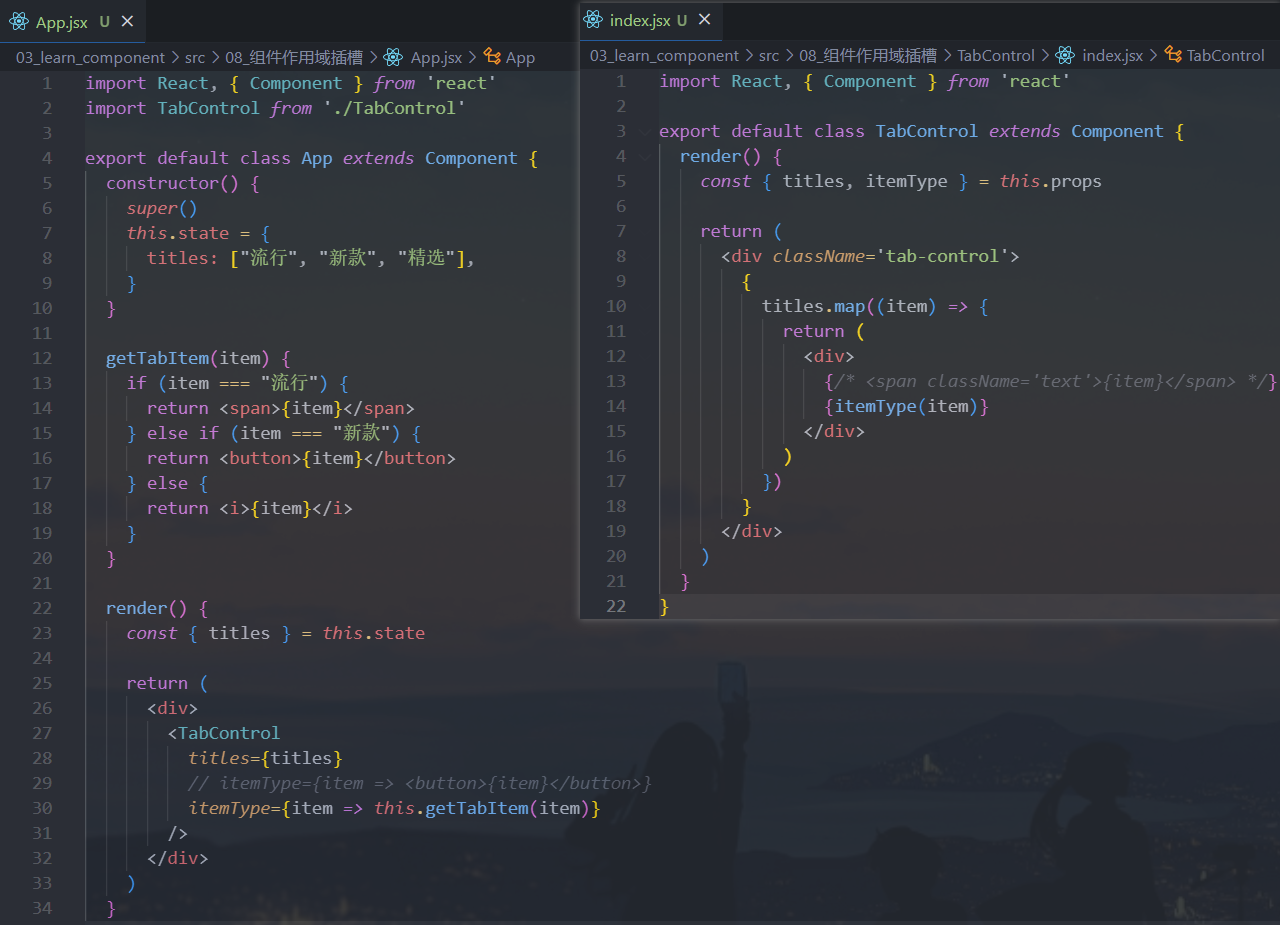 App.jsx U
03_learn_component > src > 08_组件作用域插槽 > App.jsx > App
1 import React, { Component } from 'react'
2 import TabControl from './TabControl'
3
4 export default class App extends Component {
5   constructor() {
6     super()
7     this.state = {
8       titles: ["流行", "新款", "精选"],
9     }
10   }
11
12   getTabItem(item) {
13     if (item === "流行") {
14       return <span>{item}</span>
15     } else if (item === "新款") {
16       return <button>{item}</button>
17     } else {
18       return <i>{item}</i>
19     }
20   }
21
22   render() {
23     const { titles } = this.state
24
25     return (
26       <div>
27         <TabControl
28           titles={titles}
29           // itemType={item => <button>{item}</button>}
30           itemType={item => this.getTabItem(item)}
31         />
32       </div>
33     )
34   }
index.jsx U
03_learn_component > src > 08_组件作用域插槽 > TabControl > index.jsx > TabControl
1 import React, { Component } from 'react'
2
3 export default class TabControl extends Component {
4   render() {
5     const { titles, itemType } = this.props
6
7     return (
8       <div className='tab-control'>
9         {
10           titles.map((item) => {
11             return (
12               <div>
13                 {/* <span className='text'>{item}</span> */}
14                 {itemType(item)}
15               </div>
16             )
17           })
18         }
19       </div>
20     )
21   }
22 }